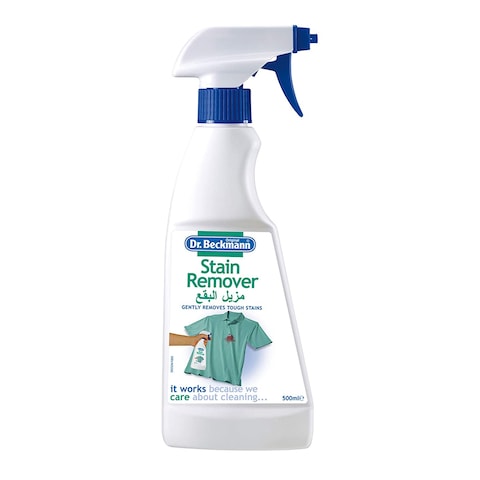 original
Dr. Beckmann
Stain
Remover
مزيل البقع
GENTLY REMOVES TOUGH STAINS
it works because we
care about cleaning...
500ml e